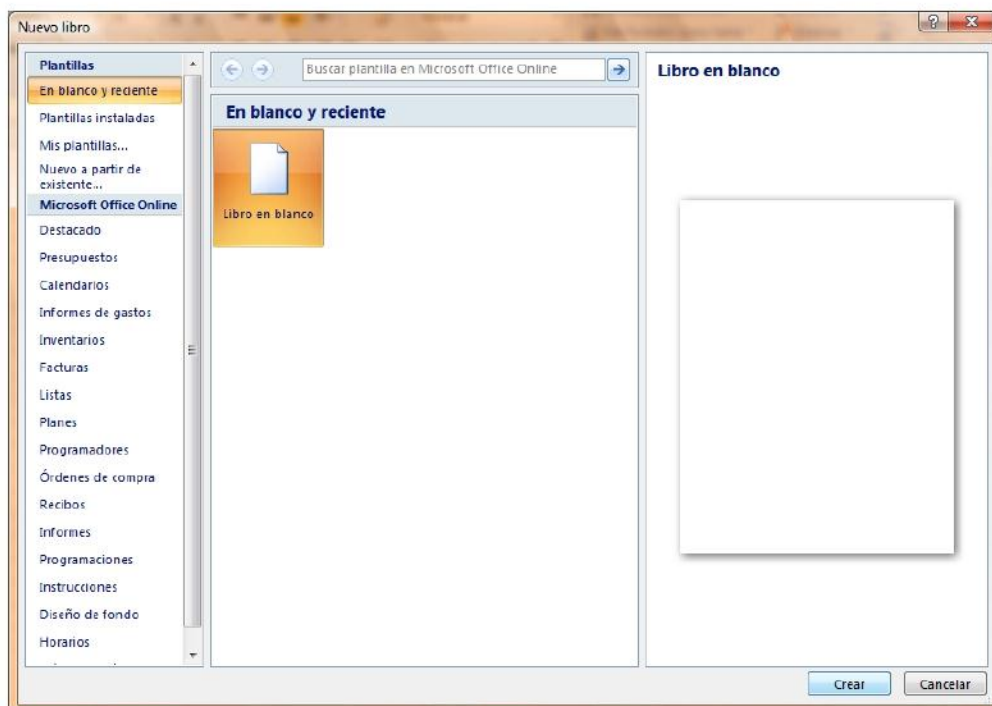 Nuevo libro
Plantillas
En blanco y reciente
Plantillas instaladas
Mis plantillas...
Nuevo a partir de
existente...
Microsoft Office Online
Destacado
Presupuestos
Calendarios
Informes de gastos
Inventarios
Facturas
Listas
Planes
Programadores
Órdenes de compra
Recibos
Informes
Programaciones
Instrucciones
Diseño de fondo
Horarios
Buscar plantilla en Microsoft Office Online
En blanco y reciente
Libro en blanco
Libro en blanco
Crear
Cancelar